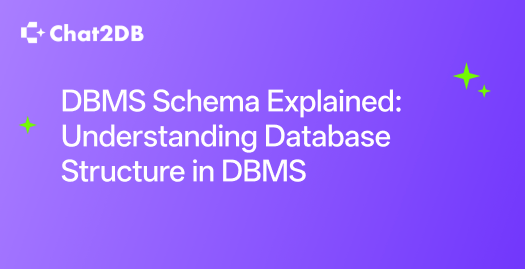 Chat2DB
DBMS Schema Explained:
Understanding Database
Structure in DBMS